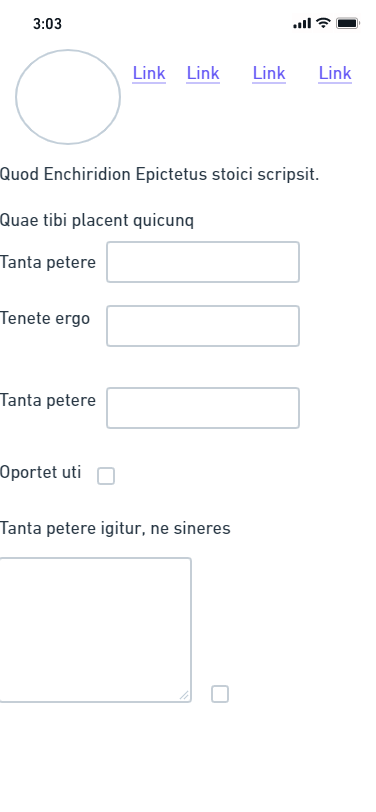 3:03
Link Link Link Link
Quod Enchiridion Epictetus stoici scripsit.
Quae tibi placent quicunq
Tanta petere
Tenete ergo
Tanta petere
Oportet uti
Tanta petere igitur, ne sineres